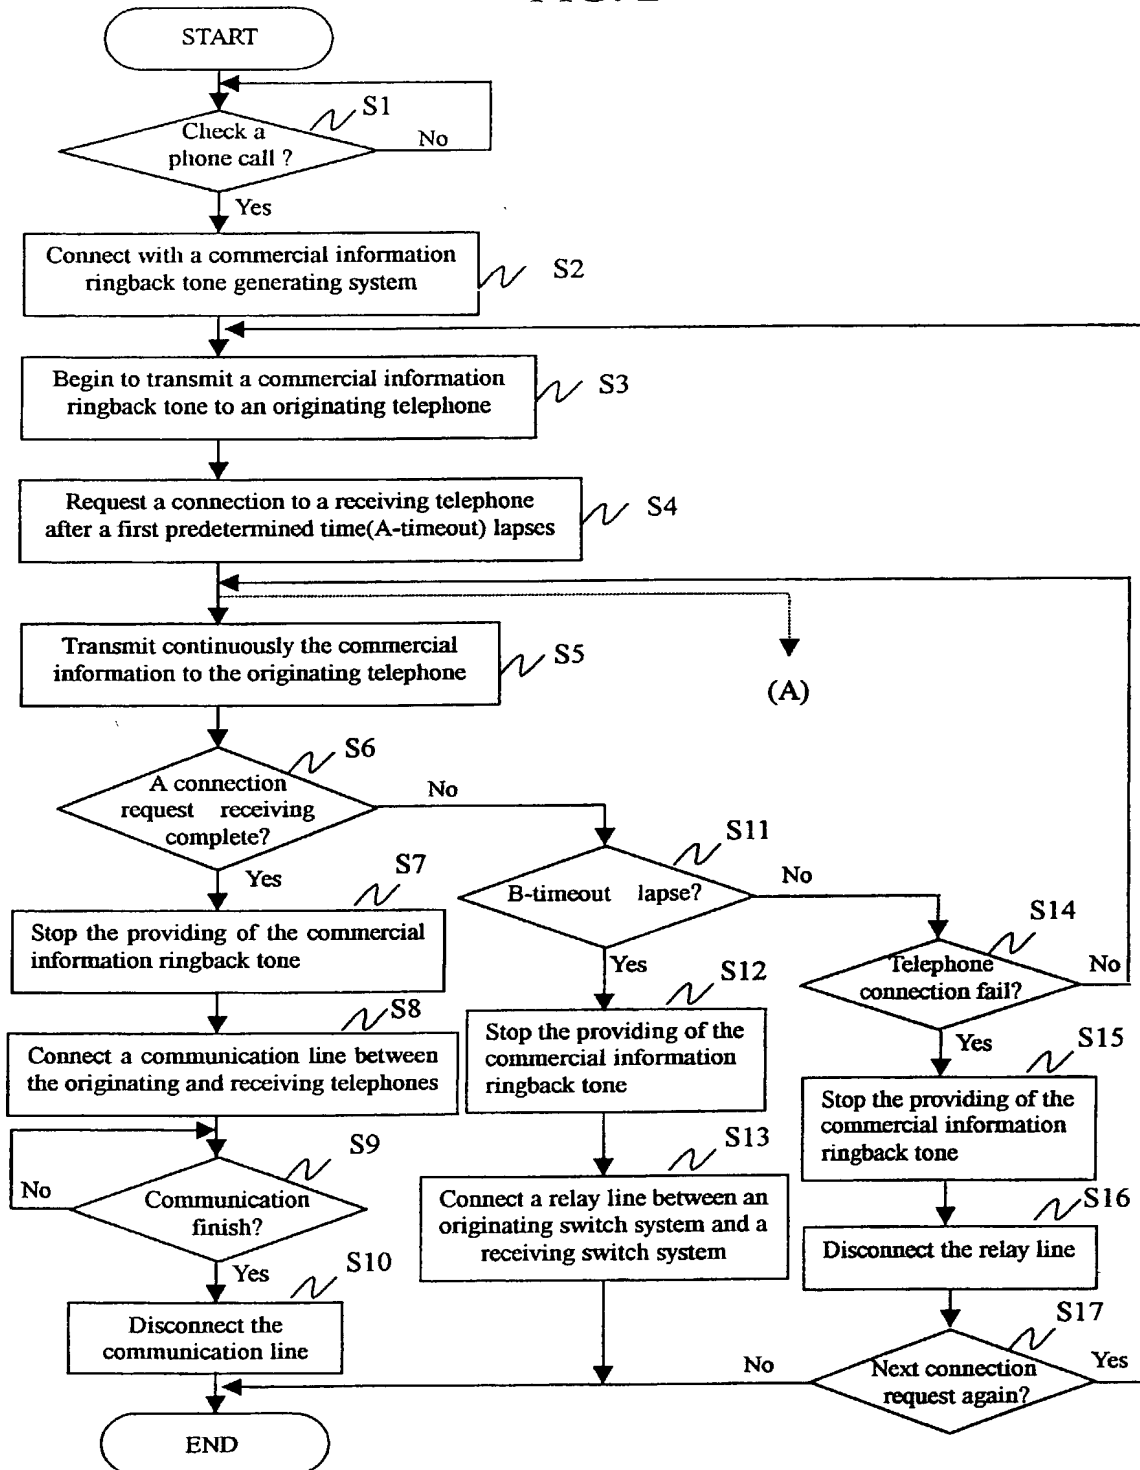 START
S1
Check a
phone call ?
No
Yes
Connect with a commercial information
ringback tone generating system
S2
Begin to transmit a commercial information
ringback tone to an originating telephone
S3
Request a connection to a receiving telephone
after a first predetermined time(A-timeout) lapses
S4
Transmit continuously the commercial
information to the originating telephone
S5
(A)
S6
A connection
request receiving
complete?
No
Yes
S7
Stop the providing of the commercial
information ringback tone
S8
Connect a communication line between
the originating and receiving telephones
S9
Communication
finish?
No
Yes
S10
Disconnect the
communication line
END
S11
B-timeout lapse?
No
Yes
S12
Stop the providing of the
commercial information
ringback tone
S13
Connect a relay line between an
originating switch system and a
receiving switch system
S14
Telephone
connection fail?
No
Yes
S15
Stop the providing of the
commercial information
ringback tone
S16
Disconnect the relay line
S17
Next connection
request again?
No
Yes